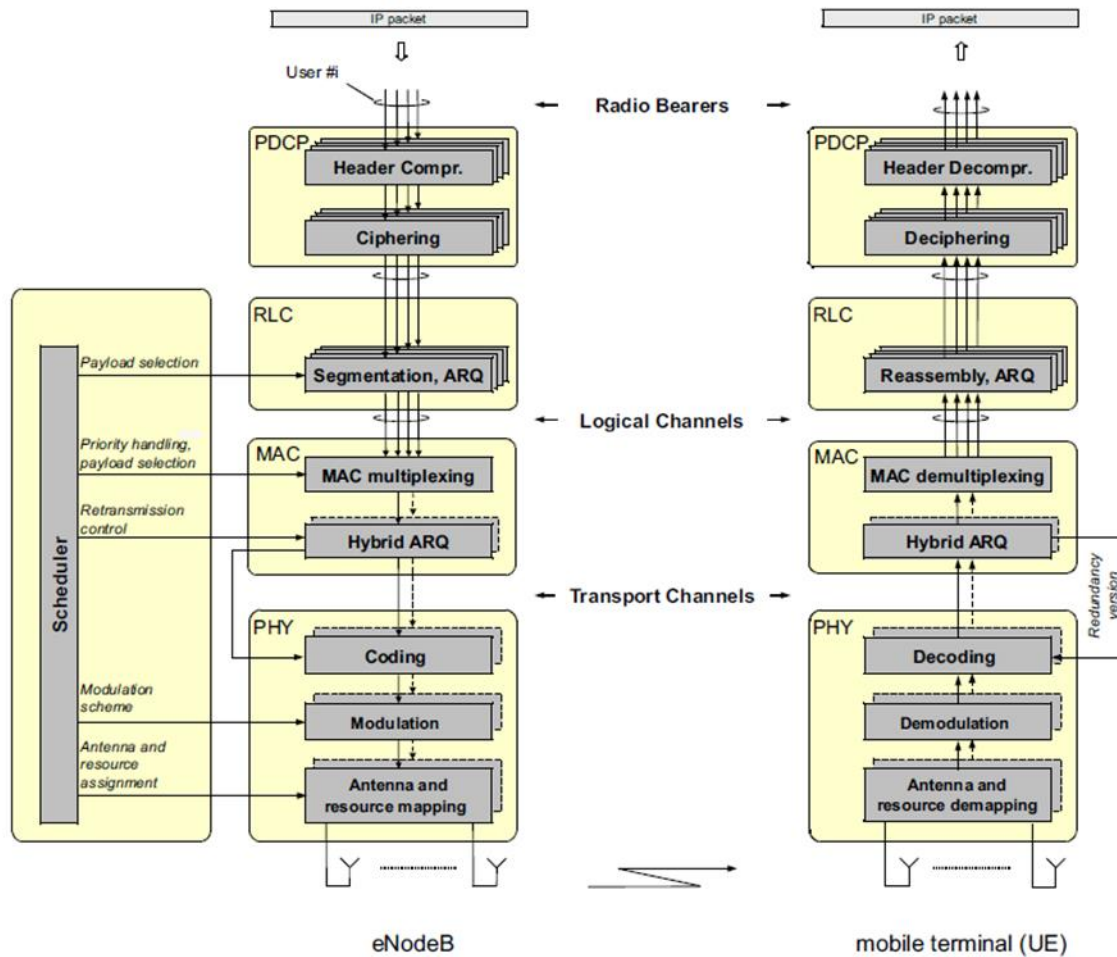 IP packet
IP packet
User #i
Radio Bearers
PDCP
Header Compr.
Ciphering
PDCP
Header Decompr.
Deciphering
RLC
Segmentation, ARQ
RLC
Reassembly, ARQ
Payload selection
Logical Channels
Priority handling,
payload selection
MAC
MAC multiplexing
MAC
MAC demultiplexing
Retransmission
control
Hybrid ARQ
Hybrid ARQ
Scheduler
Transport Channels
Redundancy
version
PHY
Coding
PHY
Decoding
Modulation
scheme
Modulation
Demodulation
Antenna and
resource
assignment
Antenna and
resource mapping
Antenna and
resource demapping
eNodeB
mobile terminal (UE)